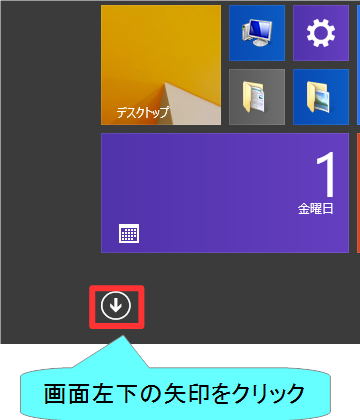 デスクトップ
1
金曜日
画面左下の矢印をクリック